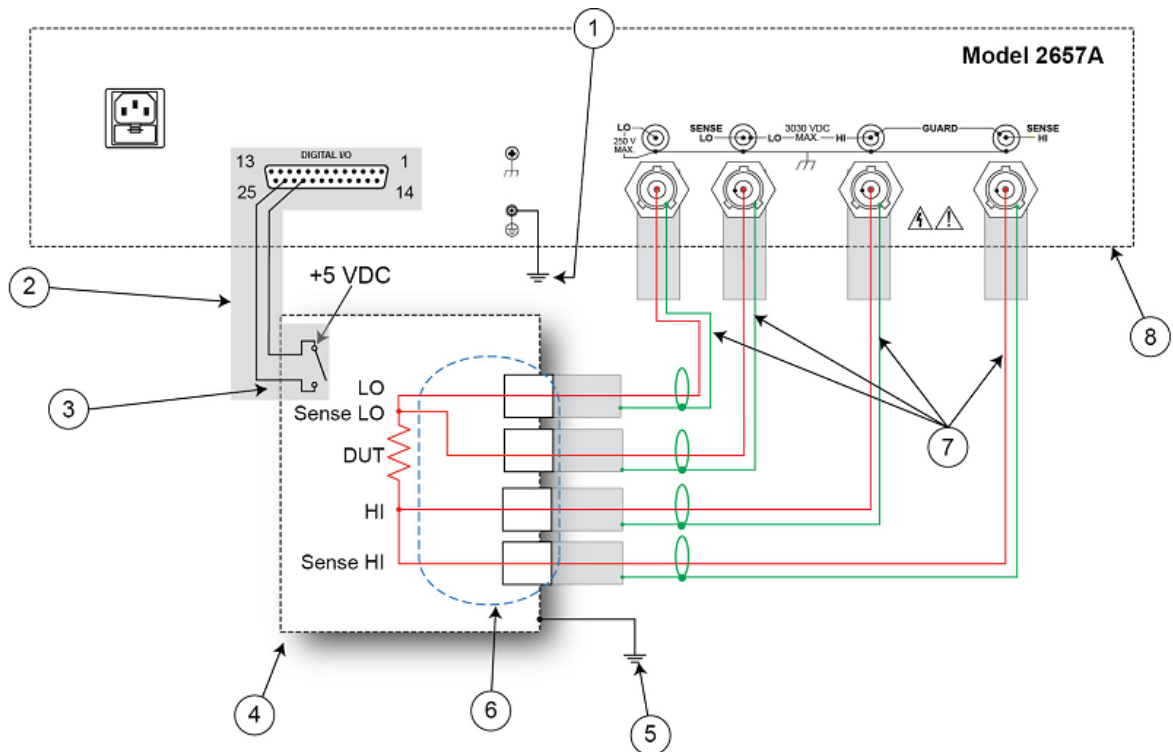 1
Model 2657A
LO
250 V
MAX.
SENSE
LO
LO
3030 VDC
MAX.
HI
GUARD
SENSE
HI
DIGITAL I/O
13
1
25
14
2
+5 VDC
8
3
LO
Sense LO
DUT
7
HI
Sense HI
4
6
5